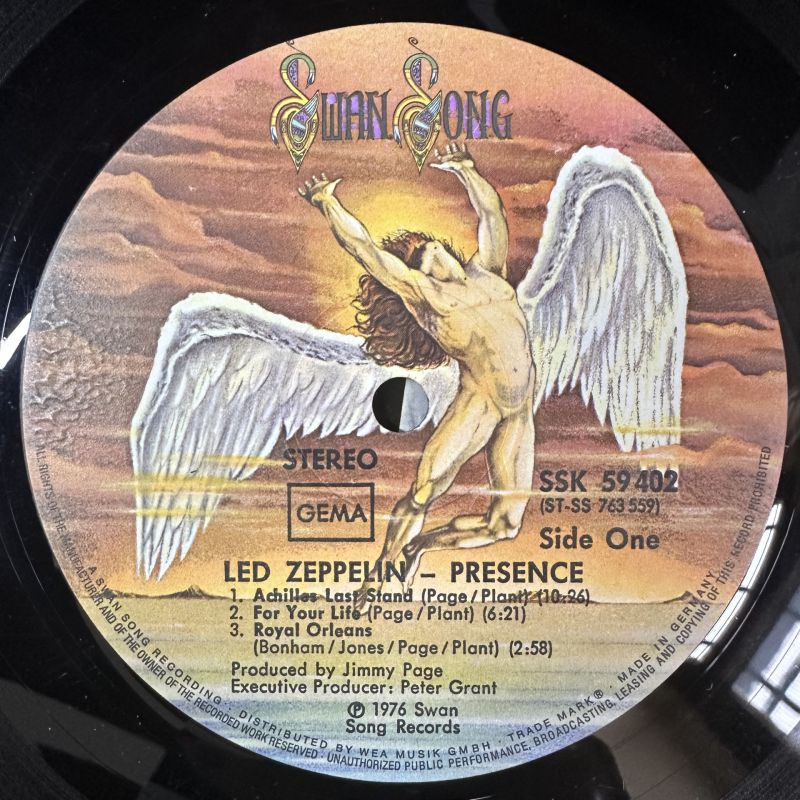 SWAN SONG
STEREO
GEMA
SSK 59 402
(ST-SS 763 559)
Side One
LED ZEPPELIN – PRESENCE
1. Achilles Last Stand (Page / Plant) (10:26)
2. For Your Life (Page / Plant) (6:21)
3. Royal Orleans
(Bonham / Jones / Page / Plant) (2:58)
Produced by Jimmy Page
Executive Producer: Peter Grant
℗ 1976 Swan
Song Records
A SWAN SONG RECORDING · DISTRIBUTED BY WEA MUSIK GMBH · TRADE MARK® · MADE IN GERMANY
ALL RIGHTS OF THE MANUFACTURER AND OF THE OWNER OF THE RECORDED WORK RESERVED · UNAUTHORIZED PUBLIC PERFORMANCE, BROADCASTING, LEASING AND COPYING OF THIS RECORD PROHIBITED